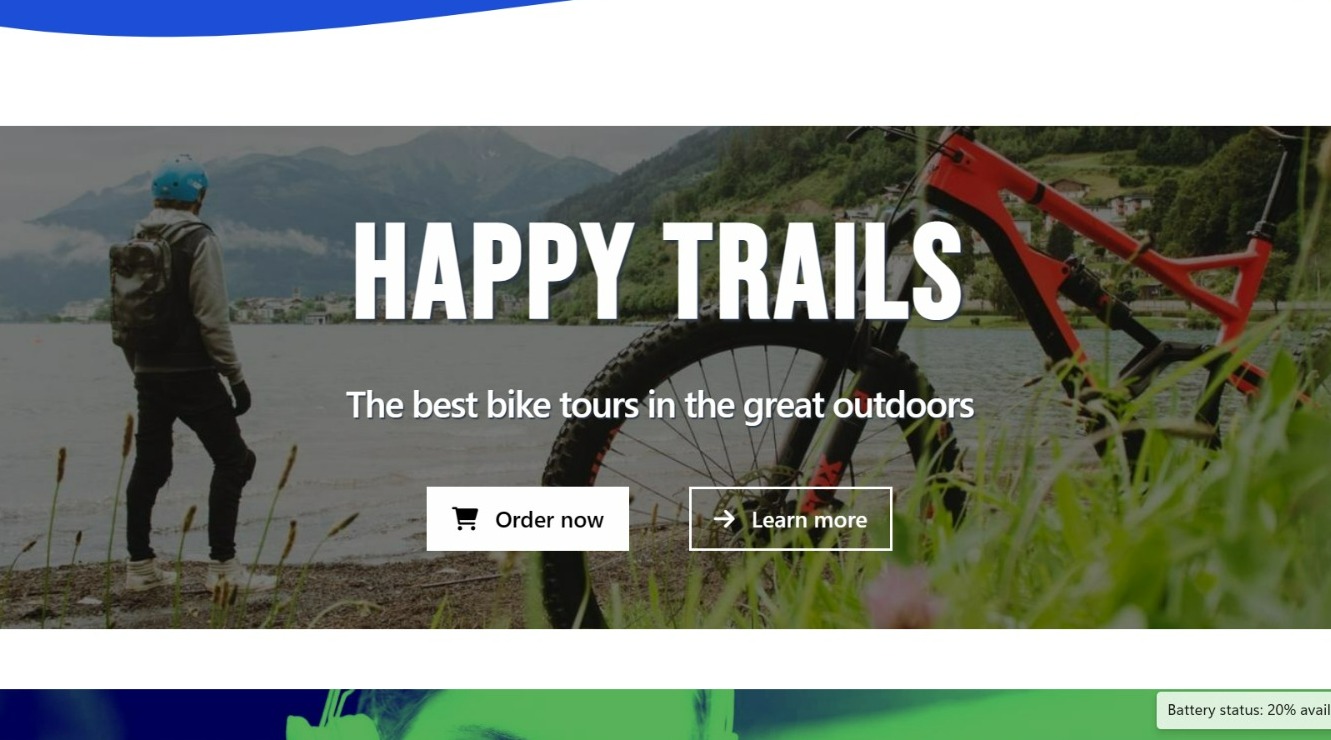 HAPPY TRAILS
The best bike tours in the great outdoors
Order now
Learn more
Battery status: 20% avail